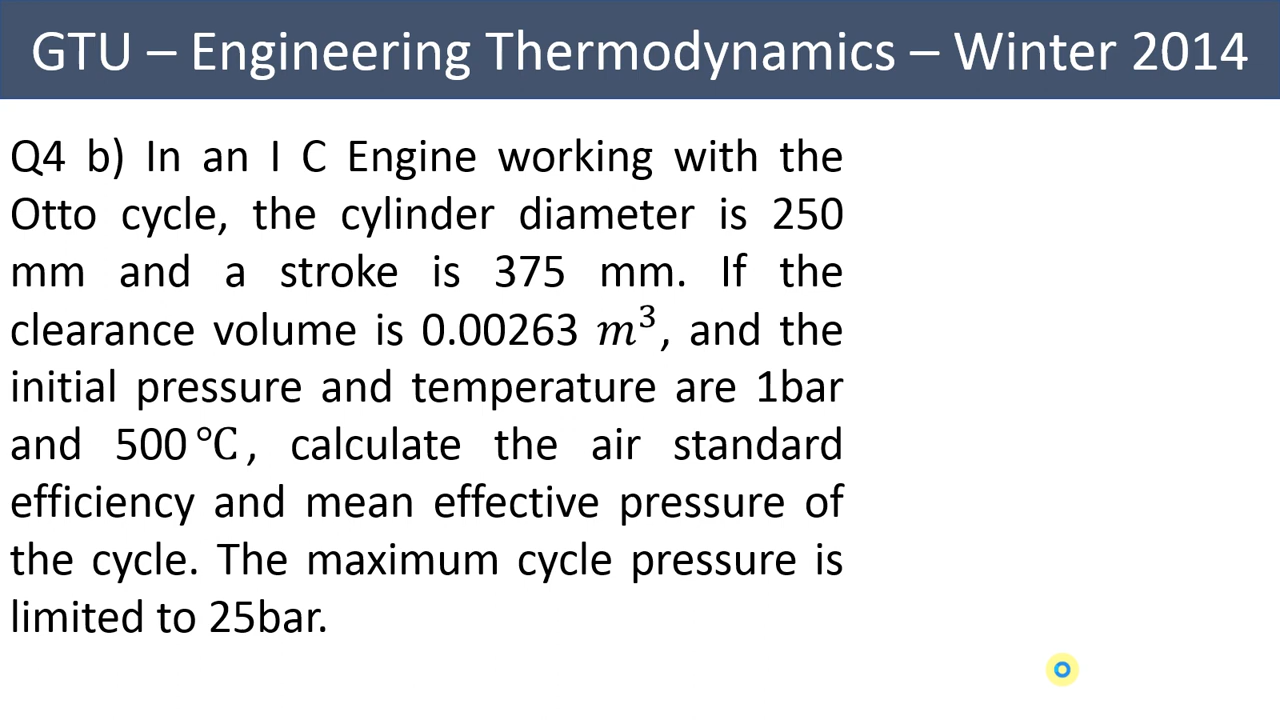 GTU – Engineering Thermodynamics – Winter 2014
Q4 b) In an I C Engine working with the
Otto cycle, the cylinder diameter is 250
mm and a stroke is 375 mm. If the
clearance volume is 0.00263 m³, and the
initial pressure and temperature are 1bar
and 500 °C, calculate the air standard
efficiency and mean effective pressure of
the cycle. The maximum cycle pressure is
limited to 25bar.